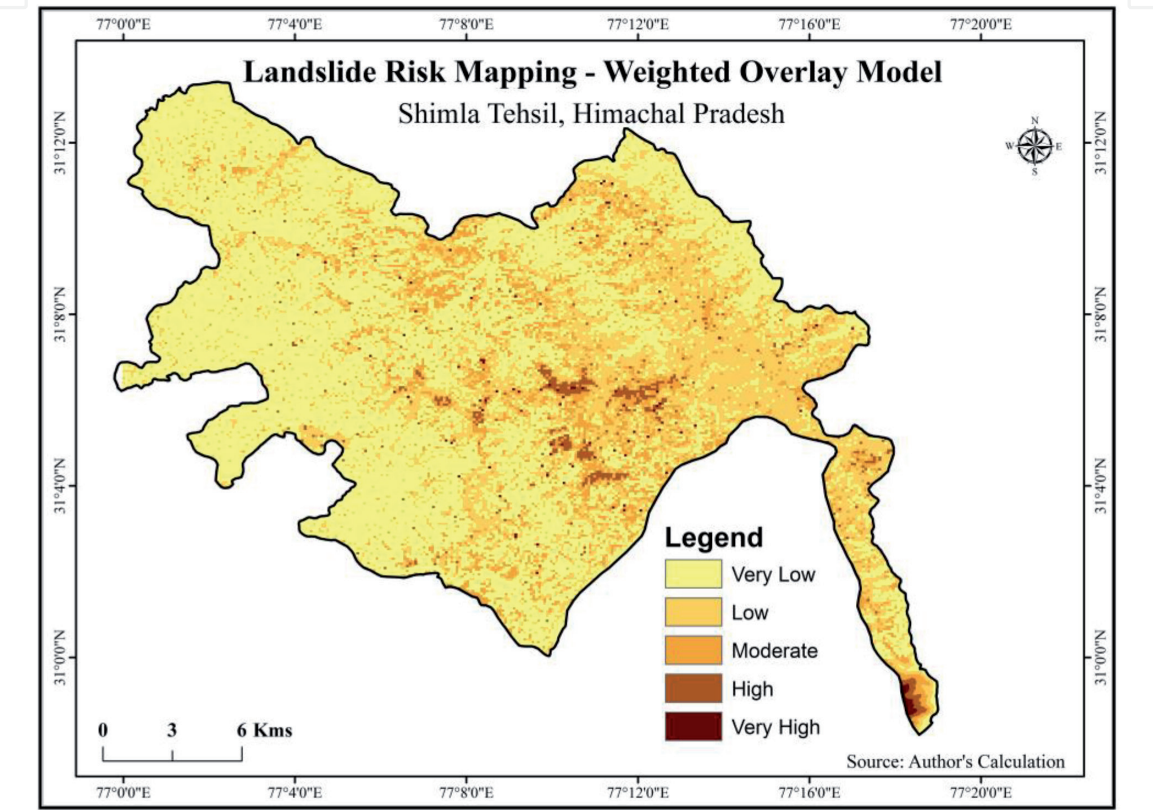 77°0'0"E 77°4'0"E 77°8'0"E 77°12'0"E 77°16'0"E 77°20'0"E
Landslide Risk Mapping - Weighted Overlay Model
Shimla Tehsil, Himachal Pradesh
N
W E
S
31°12'0"N 31°12'0"N
31°8'0"N 31°8'0"N
31°4'0"N 31°4'0"N
31°0'0"N 31°0'0"N
Legend
Very Low
Low
Moderate
High
Very High
0 3 6 Kms
Source: Author's Calculation
77°0'0"E 77°4'0"E 77°8'0"E 77°12'0"E 77°16'0"E 77°20'0"E